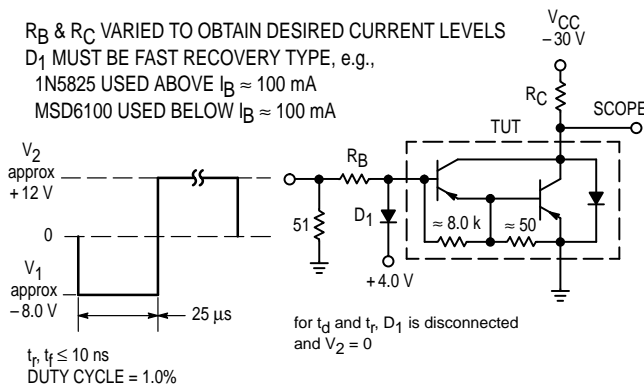 R_B & R_C VARIED TO OBTAIN DESIRED CURRENT LEVELS
D_1 MUST BE FAST RECOVERY TYPE, e.g.,
1N5825 USED ABOVE I_B ≈ 100 mA
MSD6100 USED BELOW I_B ≈ 100 mA
V_CC
−30 V
R_C
SCOPE
TUT
V_2
approx
+12 V
0
V_1
approx
−8.0 V
25 µs
R_B
51
D_1
≈ 8.0 k
≈ 50
+4.0 V
for t_d and t_r, D_1 is disconnected
and V_2 = 0
t_r, t_f ≤ 10 ns
DUTY CYCLE = 1.0%